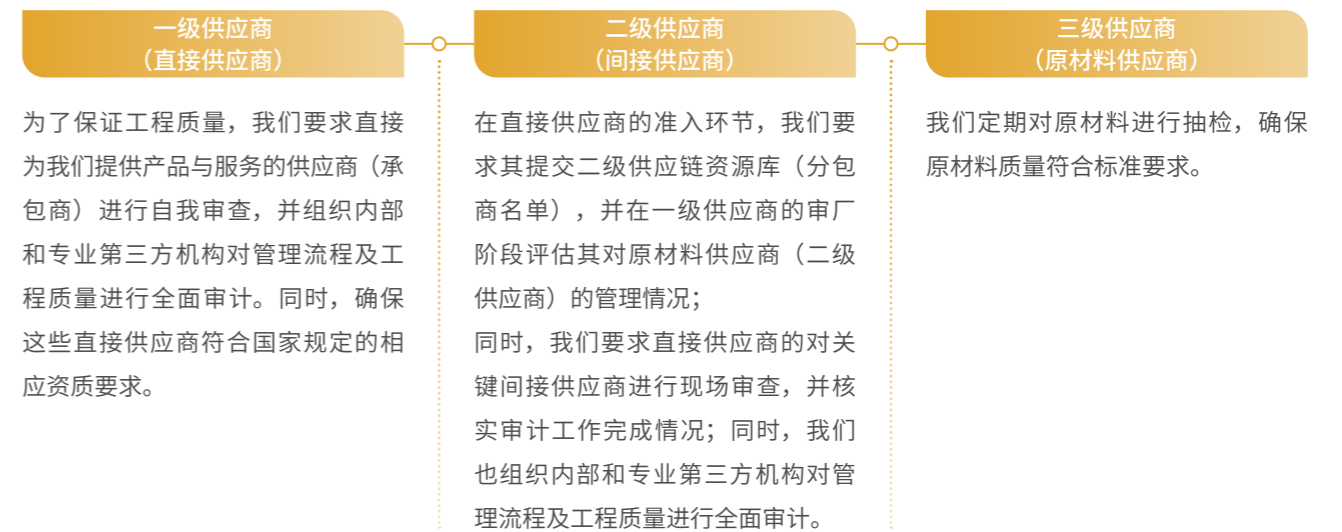 一级供应商
（直接供应商）
为了保证工程质量，我们要求直接
为我们提供产品与服务的供应商（承
包商）进行自我审查，并组织内部
和专业第三方机构对管理流程及工
程质量进行全面审计。同时，确保
这些直接供应商符合国家规定的相
应资质要求。
二级供应商
（间接供应商）
在直接供应商的准入环节，我们要
求其提交二级供应链资源库（分包
商名单），并在一级供应商的审厂
阶段评估其对原材料供应商（二级
供应商）的管理情况；
同时，我们要求直接供应商的对关
键间接供应商进行现场审查，并核
实审计工作完成情况；同时，我们
也组织内部和专业第三方机构对管
理流程及工程质量进行全面审计。
三级供应商
（原材料供应商）
我们定期对原材料进行抽检，确保
原材料质量符合标准要求。